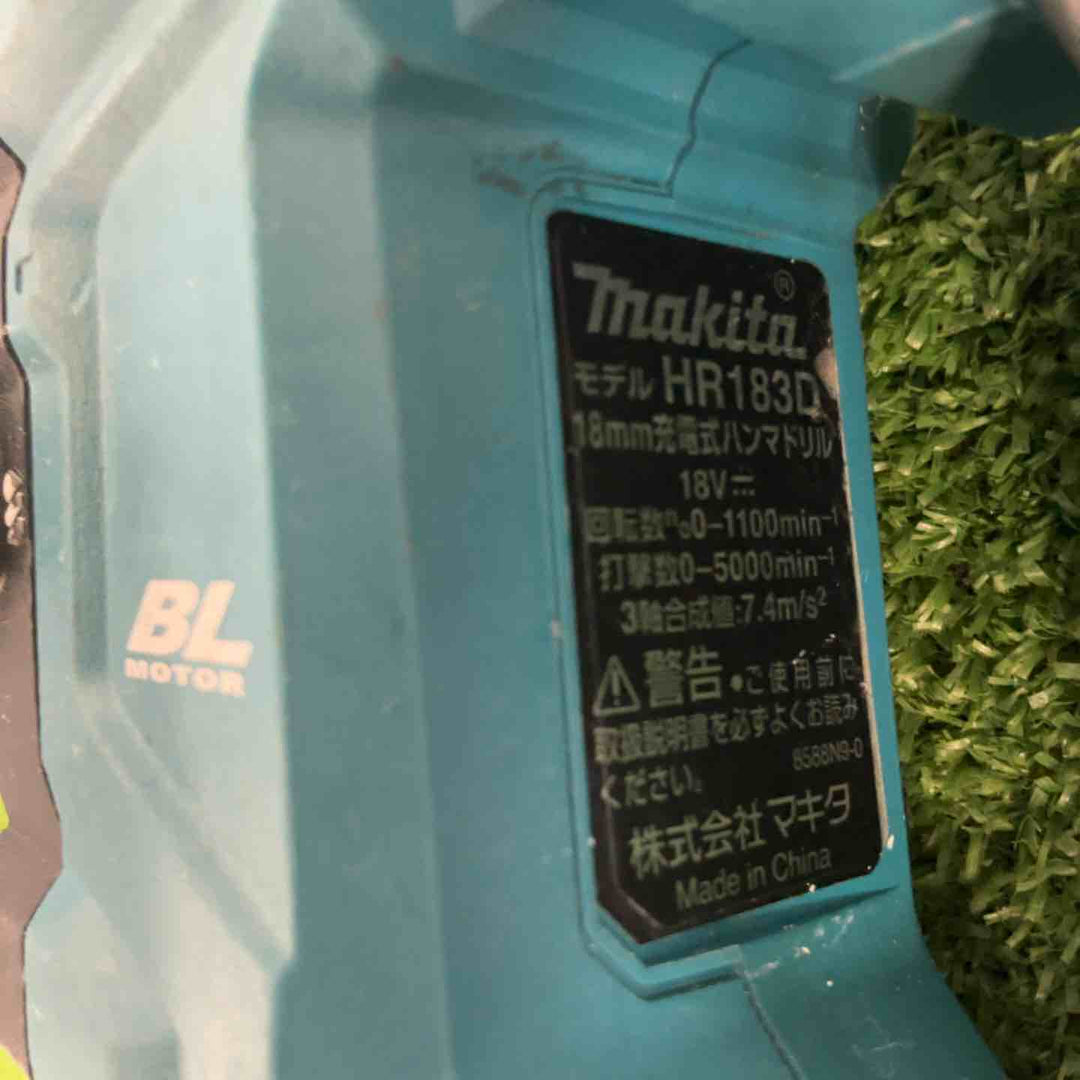 makita®
モデル HR183D
18mm充電式ハンマドリル
18V
回転数 0-1100min⁻¹
打撃数0-5000min⁻¹
3軸合成値:7.4m/s²
警告・ご使用前に
取扱説明書を必ずよくお読み
ください。
8588N9-0
株式会社マキタ
Made in China
BL
MOTOR